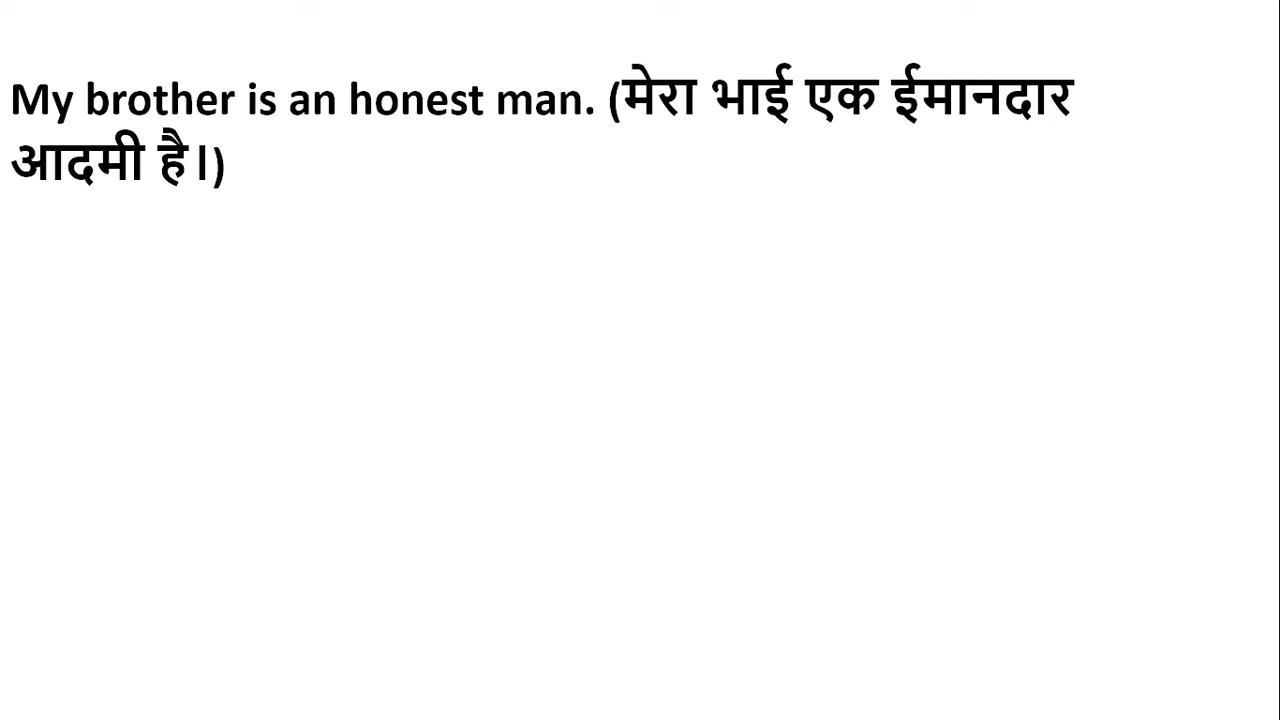 My brother is an honest man. (मेरा भाई एक ईमानदार
आदमी है।)